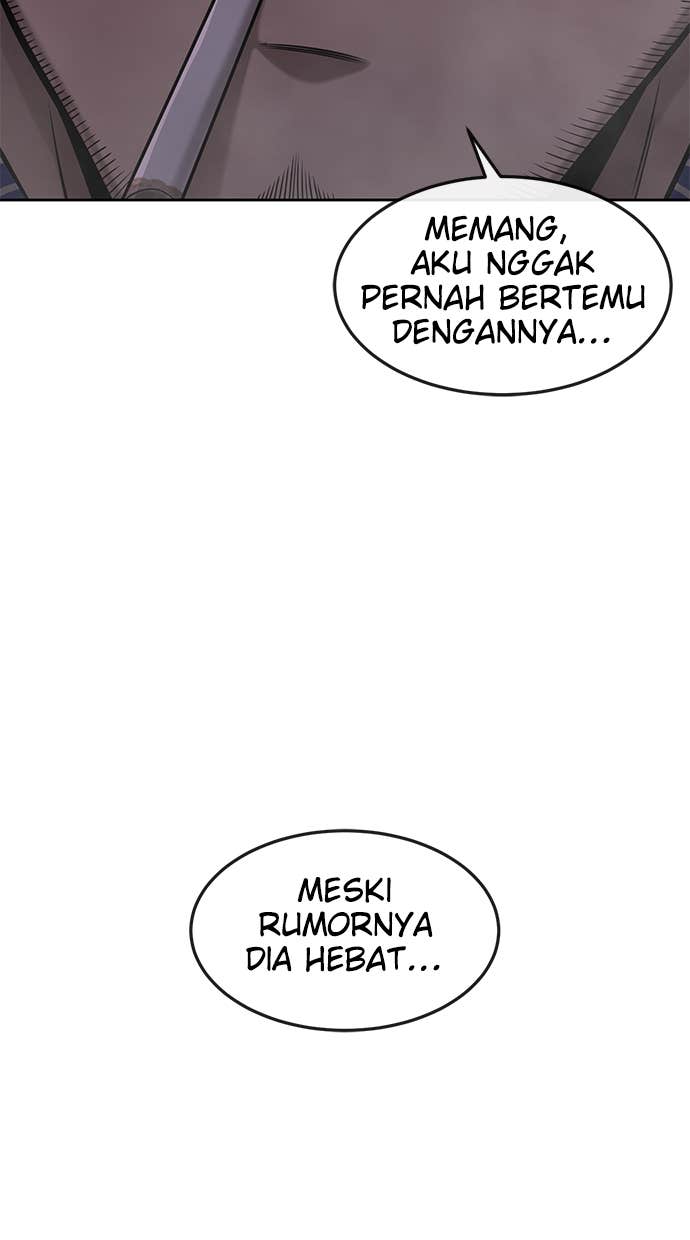 MEMANG,
AKU NGGAK
PERNAH BERTEMU
DENGANNYA...
MESKI
RUMORNYA
DIA HEBAT...